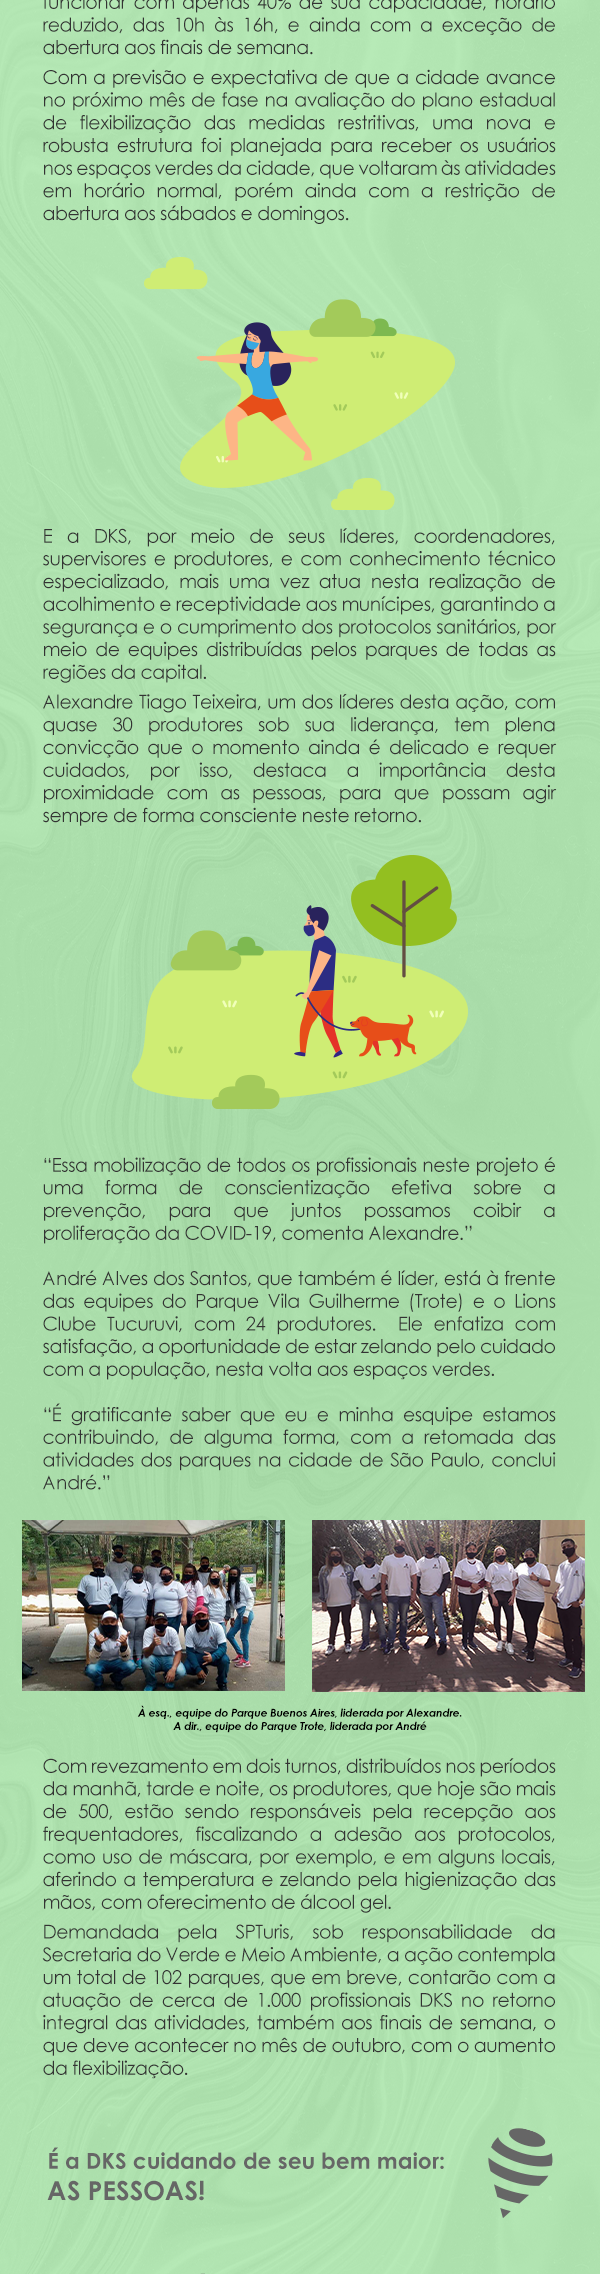 funcionar com apenas 40% de sua capacidade, horário
reduzido, das 10h às 16h, e ainda com a exceção de
abertura aos finais de semana.
Com a previsão e expectativa de que a cidade avance
no próximo mês de fase na avaliação do plano estadual
de flexibilização das medidas restritivas, uma nova e
robusta estrutura foi planejada para receber os usuários
nos espaços verdes da cidade, que voltaram às atividades
em horário normal, porém ainda com a restrição de
abertura aos sábados e domingos.
E a DKS, por meio de seus líderes, coordenadores,
supervisores e produtores, e com conhecimento técnico
especializado, mais uma vez atua nesta realização de
acolhimento e receptividade aos munícipes, garantindo a
segurança e o cumprimento dos protocolos sanitários, por
meio de equipes distribuídas pelos parques de todas as
regiões da capital.
Alexandre Tiago Teixeira, um dos líderes desta ação, com
quase 30 produtores sob sua liderança, tem plena
convicção que o momento ainda é delicado e requer
cuidados, por isso, destaca a importância desta
proximidade com as pessoas, para que possam agir
sempre de forma consciente neste retorno.
“Essa mobilização de todos os profissionais neste projeto é
uma forma de conscientização efetiva sobre a
prevenção, para que juntos possamos coibir a
proliferação da COVID-19, comenta Alexandre.”
André Alves dos Santos, que também é líder, está à frente
das equipes do Parque Vila Guilherme (Trote) e o Lions
Clube Tucuruvi, com 24 produtores. Ele enfatiza com
satisfação, a oportunidade de estar zelando pelo cuidado
com a população, nesta volta aos espaços verdes.
“É gratificante saber que eu e minha esquipe estamos
contribuindo, de alguma forma, com a retomada das
atividades dos parques na cidade de São Paulo, conclui
André.”
À esq., equipe do Parque Buenos Aires, liderada por Alexandre.
A dir., equipe do Parque Trote, liderada por André
Com revezamento em dois turnos, distribuídos nos períodos
da manhã, tarde e noite, os produtores, que hoje são mais
de 500, estão sendo responsáveis pela recepção aos
frequentadores, fiscalizando a adesão aos protocolos,
como uso de máscara, por exemplo, e em alguns locais,
aferindo a temperatura e zelando pela higienização das
mãos, com oferecimento de álcool gel.
Demandada pela SPTuris, sob responsabilidade da
Secretaria do Verde e Meio Ambiente, a ação contempla
um total de 102 parques, que em breve, contarão com a
atuação de cerca de 1.000 profissionais DKS no retorno
integral das atividades, também aos finais de semana, o
que deve acontecer no mês de outubro, com o aumento
da flexibilização.
É a DKS cuidando de seu bem maior:
AS PESSOAS!